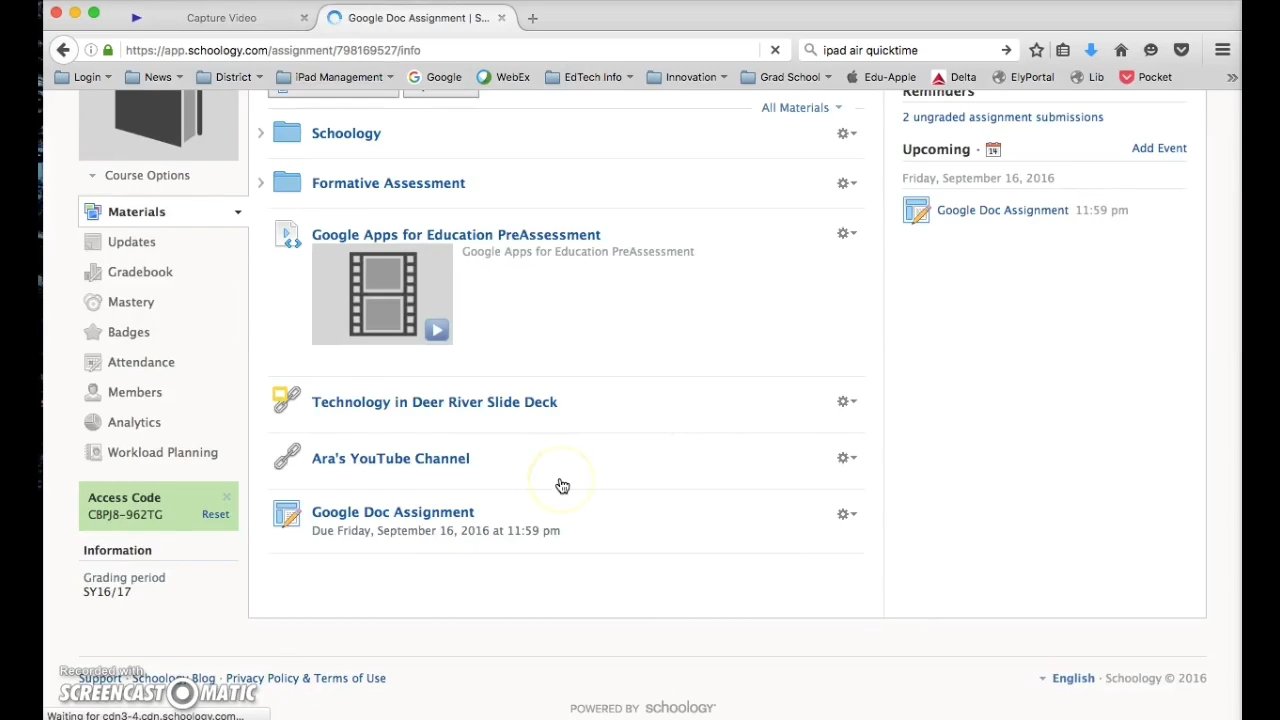 Capture Video
Google Doc Assignment | S...
https://app.schoology.com/assignment/798169527/info
ipad air quicktime
Login
News
District
iPad Management
Google
WebEx
EdTech Info
Innovation
Grad School
Edu-Apple
Delta
ElyPortal
Lib
Pocket
Course Options
Materials
Updates
Gradebook
Mastery
Badges
Attendance
Members
Analytics
Workload Planning
Access Code
C8PJ8-962TG
Reset
Information
Grading period
SY16/17
All Materials
Schoology
Formative Assessment
Google Apps for Education PreAssessment
Google Apps for Education PreAssessment
Technology in Deer River Slide Deck
Ara's YouTube Channel
Google Doc Assignment
Due Friday, September 16, 2016 at 11:59 pm
Reminders
2 ungraded assignment submissions
Upcoming · 14
Add Event
Friday, September 16, 2016
Google Doc Assignment 11:59 pm
Support · Schoology Blog · Privacy Policy & Terms of Use
English · Schoology © 2016
POWERED BY schoology
Recorded with
SCREENCAST-O-MATIC
Waiting for cdn3-4.cdn.schoology.com...